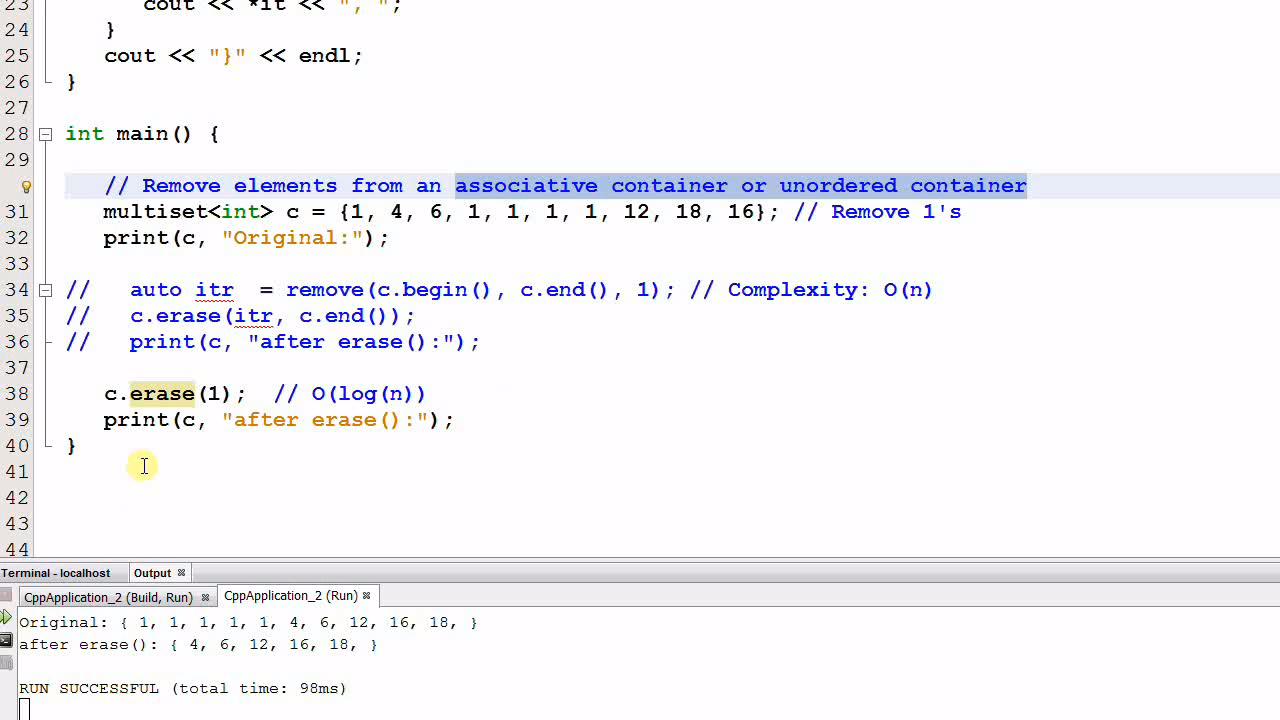 23 cout << *it << ", ";
24 }
25 cout << "}" << endl;
26 }
27
28 int main() {
29
// Remove elements from an associative container or unordered container
31 multiset<int> c = {1, 4, 6, 1, 1, 1, 1, 12, 18, 16}; // Remove 1's
32 print(c, "Original:");
33
34 // auto itr  = remove(c.begin(), c.end(), 1); // Complexity: O(n)
35 // c.erase(itr, c.end());
36 // print(c, "after erase():");
37
38 c.erase(1);  // O(log(n))
39 print(c, "after erase():");
40 }
41
42
43
44
Terminal - localhost Output
CppApplication_2 (Build, Run) CppApplication_2 (Run)
Original: { 1, 1, 1, 1, 1, 4, 6, 12, 16, 18, }
after erase(): { 4, 6, 12, 16, 18, }
RUN SUCCESSFUL (total time: 98ms)